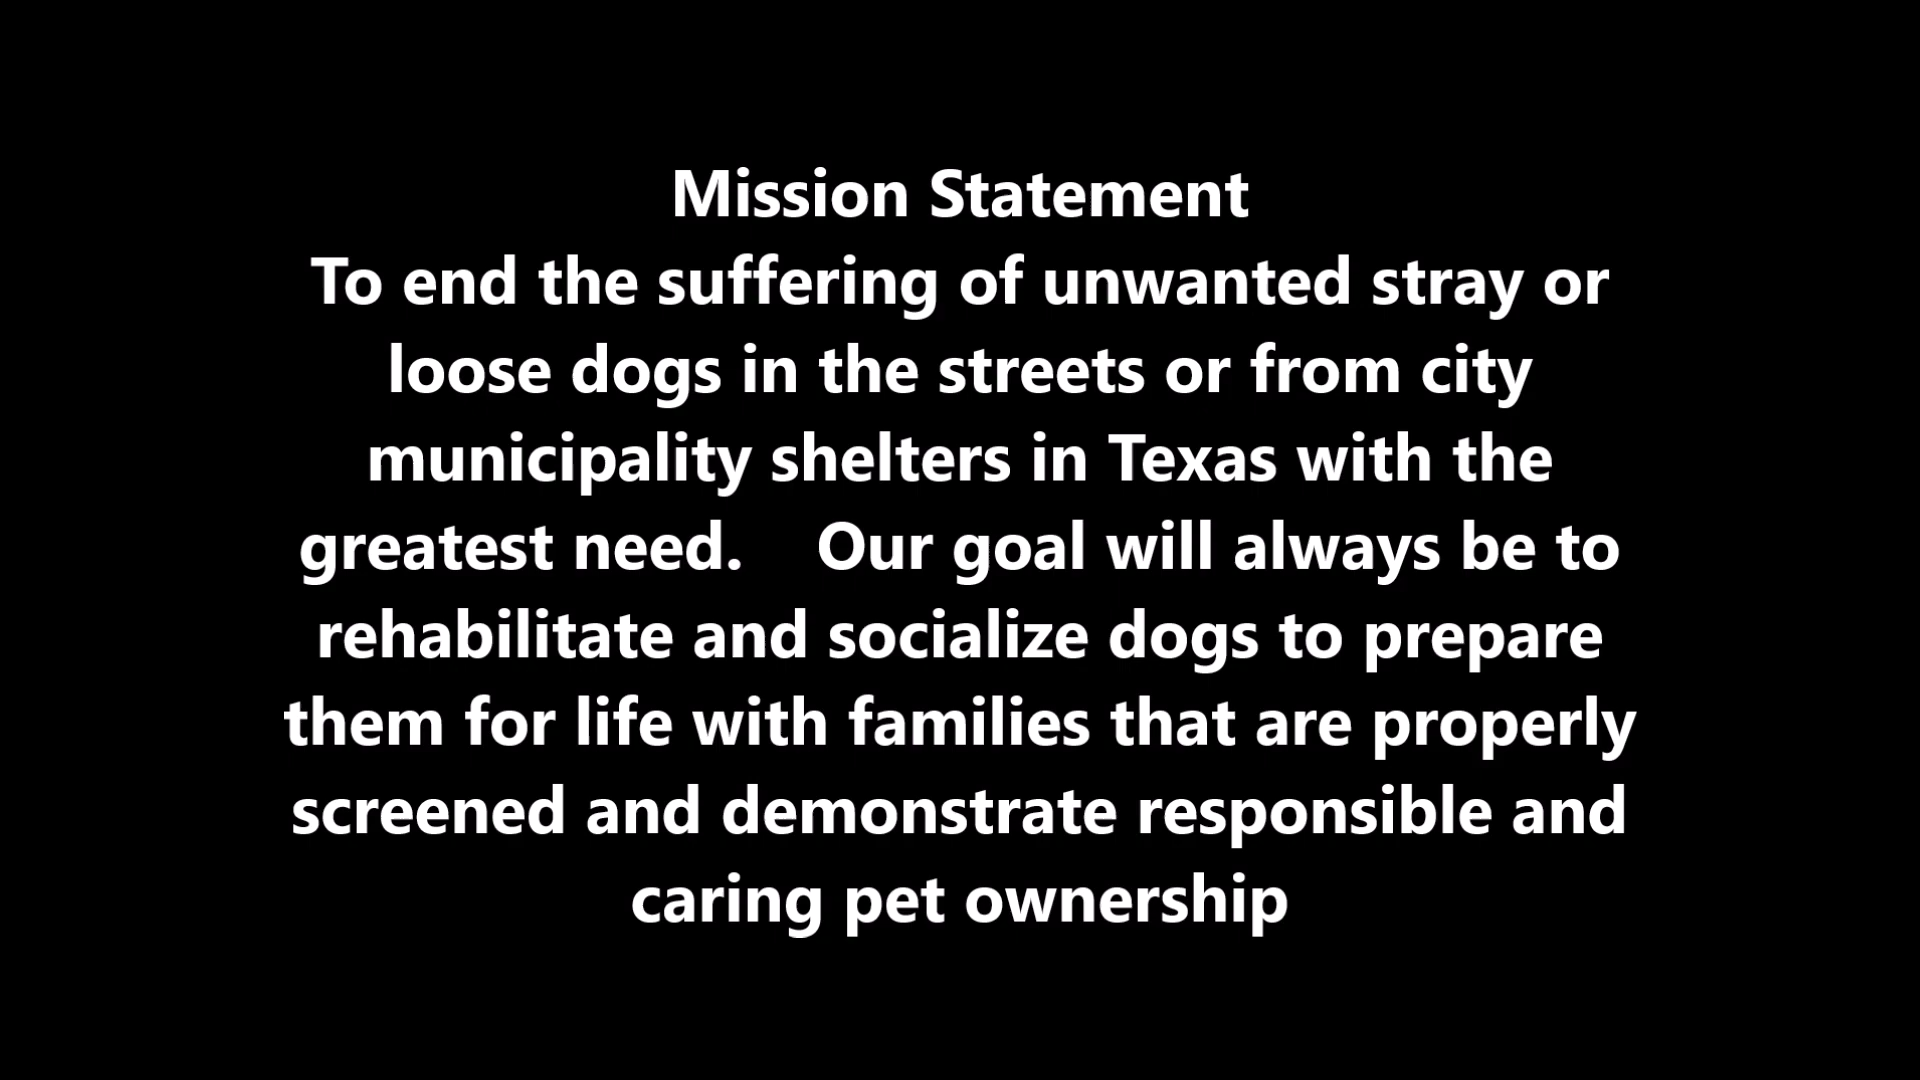 Mission Statement
To end the suffering of unwanted stray or
loose dogs in the streets or from city
municipality shelters in Texas with the
greatest need.    Our goal will always be to
rehabilitate and socialize dogs to prepare
them for life with families that are properly
screened and demonstrate responsible and
caring pet ownership